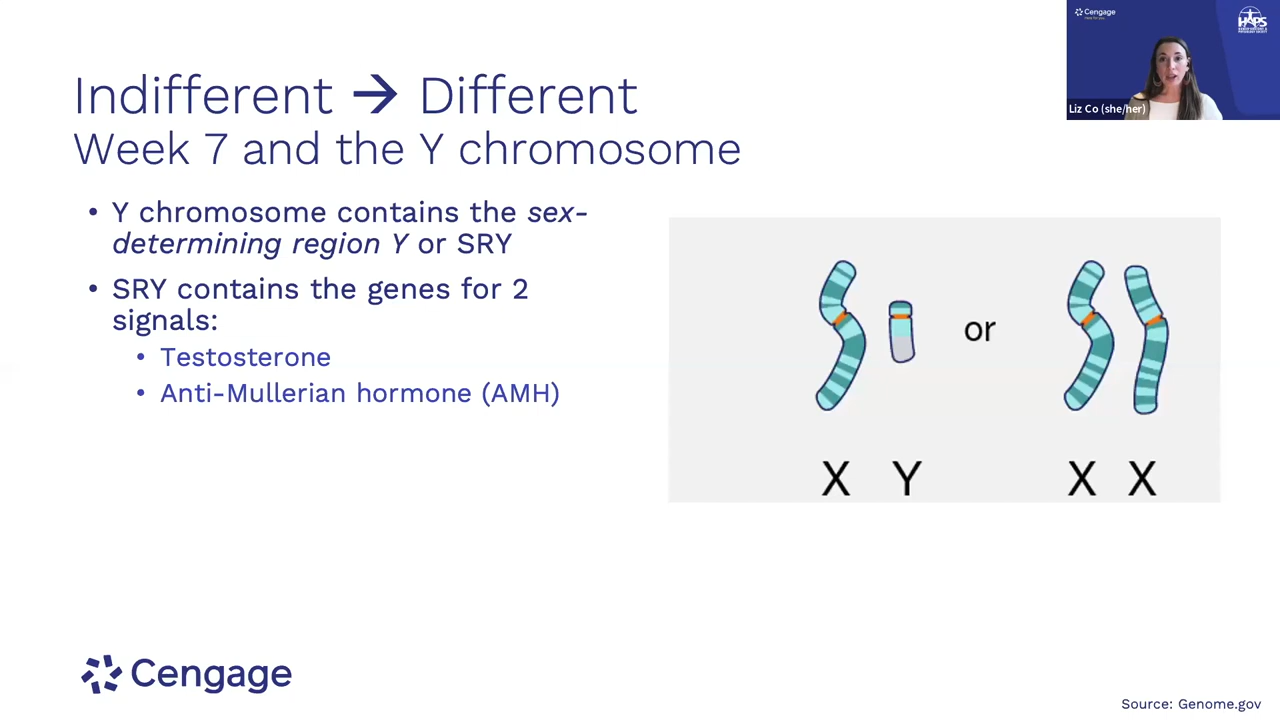 Indifferent → Different
Week 7 and the Y chromosome
• Y chromosome contains the sex-
determining region Y or SRY
• SRY contains the genes for 2
signals:
• Testosterone
• Anti-Mullerian hormone (AMH)
or
X Y X X
Cengage
Source: Genome.gov
Cengage
HAPS
Liz Co (she/her)